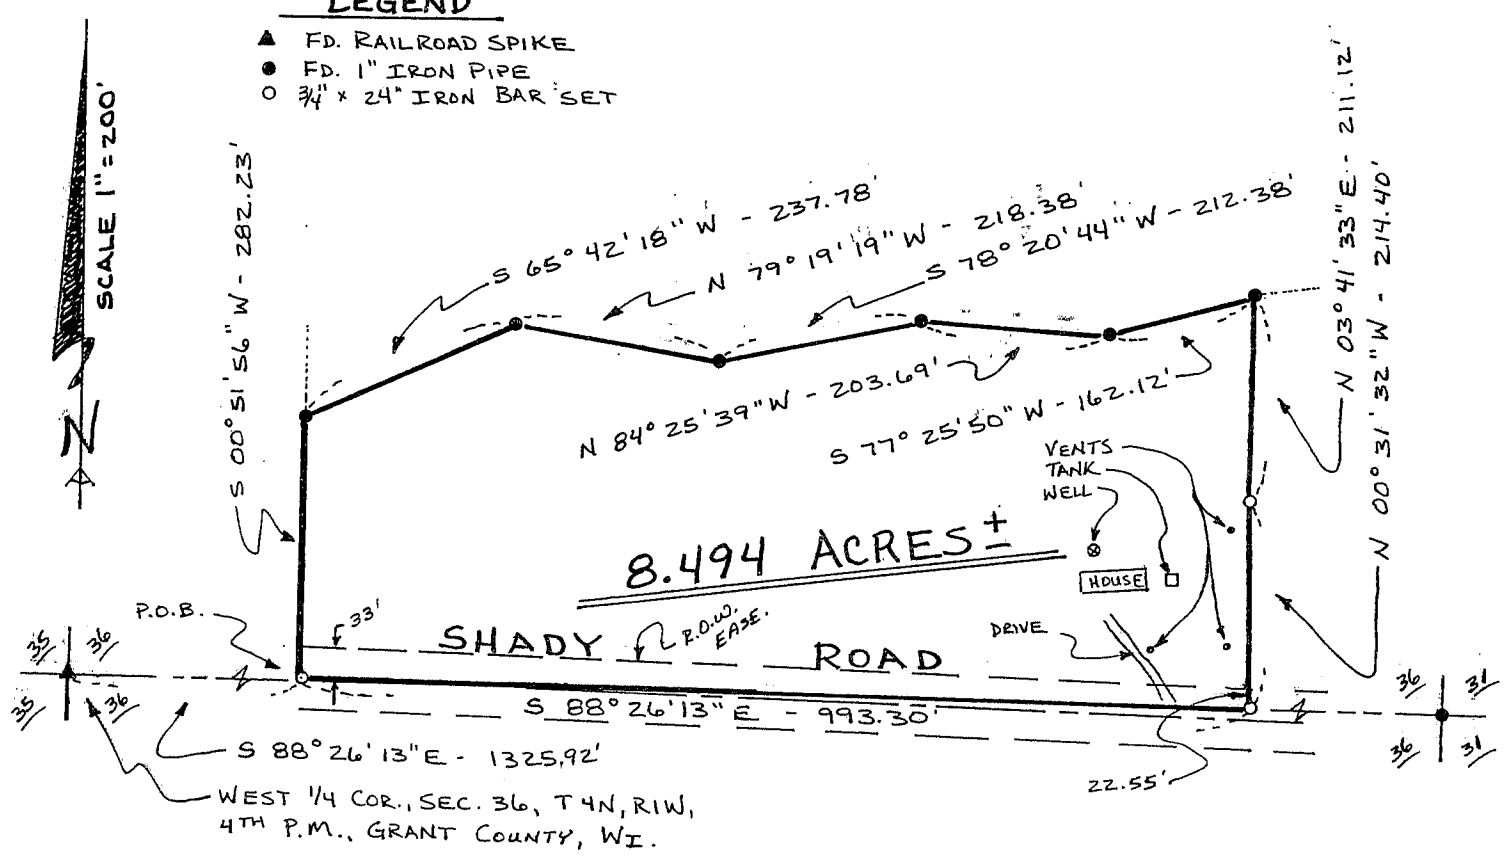 LEGEND
FD. RAILROAD SPIKE
FD. 1" IRON PIPE
3/4" x 24" IRON BAR SET
SCALE 1"=200'
N
S 00° 51' 56" W - 282.23'
S 65° 42' 18" W - 237.78'
N 79° 19' 19" W - 218.38'
S 78° 20' 44" W - 212.38'
N 84° 25' 39" W - 203.69'
S 77° 25' 50" W - 162.12'
N 03° 41' 33" E - 211.12'
N 00° 31' 32" W - 214.40'
VENTS
TANK
WELL
8.494 ACRES ±
HOUSE
P.O.B.
33'
R.O.W.
EASE.
DRIVE
SHADY ROAD
35 36
35 36
36 31
36 31
S 88° 26' 13" E - 993.30'
S 88° 26' 13" E - 1325.92'
22.55'
WEST 1/4 COR., SEC. 36, T4N, R1W,
4TH P.M., GRANT COUNTY, WI.